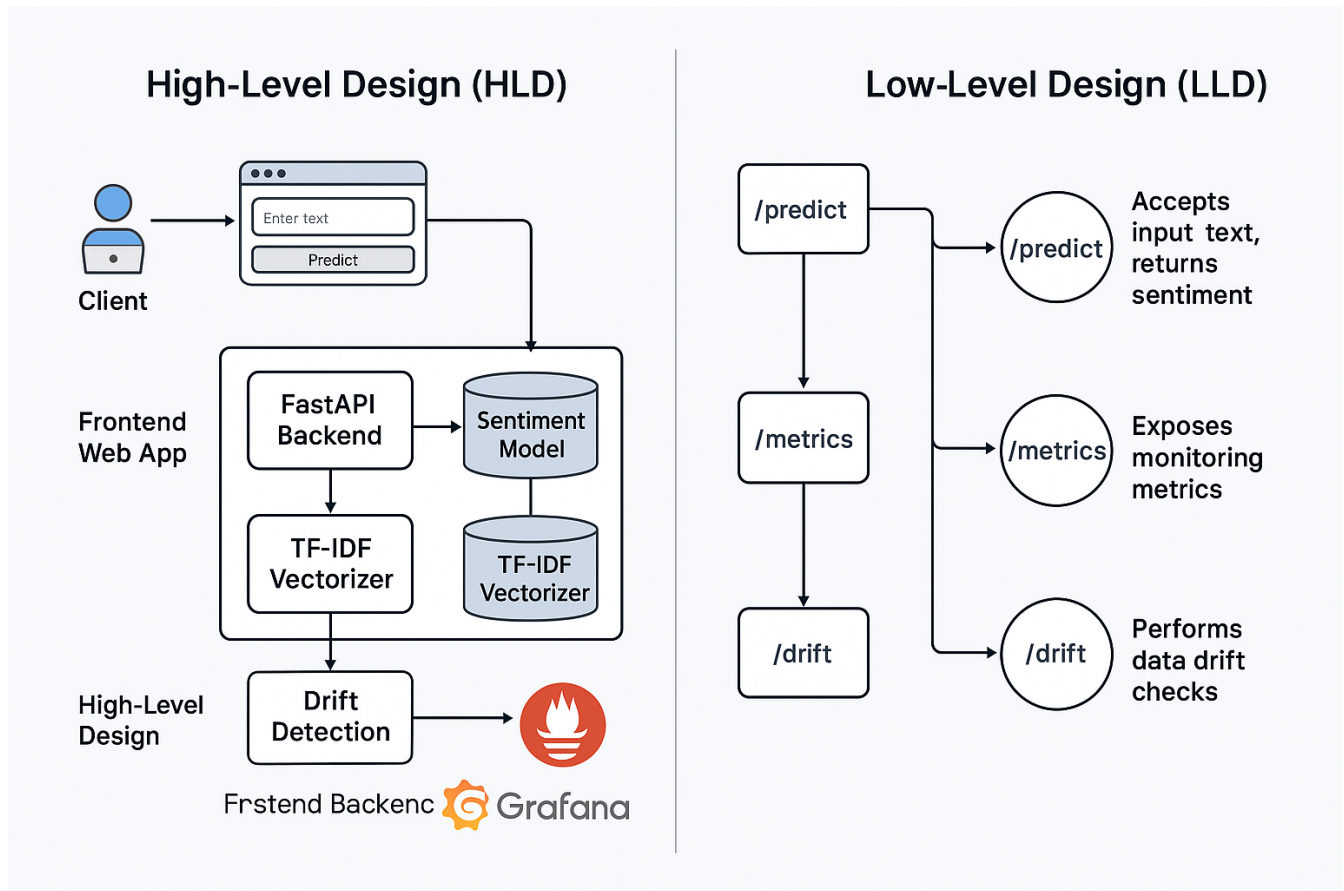 High-Level Design (HLD)
Enter text
Predict
Client
Frontend
Web App
FastAPI
Backend
Sentiment
Model
TF-IDF
Vectorizer
TF-IDF
Vectorizer
High-Level
Design
Drift
Detection
Frstend Backenc
Grafana
Low-Level Design (LLD)
/predict
/predict
Accepts
input text,
returns
sentiment
/metrics
/metrics
Exposes
monitoring
metrics
/drift
/drift
Performs
data drift
checks